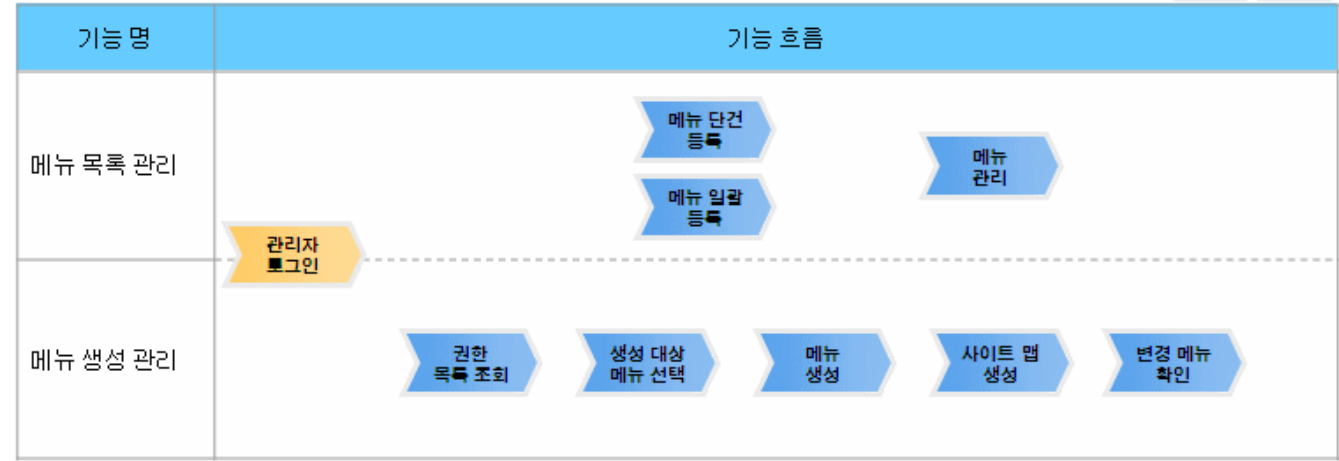 기능 명
기능 흐름
메뉴 목록 관리
메뉴 단건
등록
메뉴 일괄
등록
메뉴
관리
관리자
로그인
메뉴 생성 관리
권한
목록 조회
생성 대상
메뉴 선택
메뉴
생성
사이트 맵
생성
변경 메뉴
확인